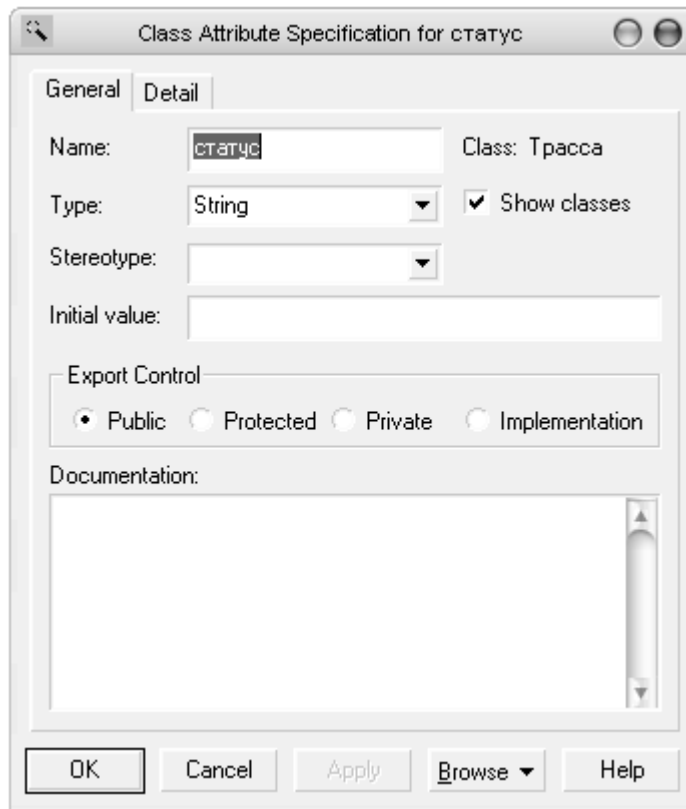 Class Attribute Specification for статус
General Detail
Name: статус Class: Трасса
Type: String Show classes
Stereotype:
Initial value:
Export Control
Public Protected Private Implementation
Documentation:
OK Cancel Apply Browse Help